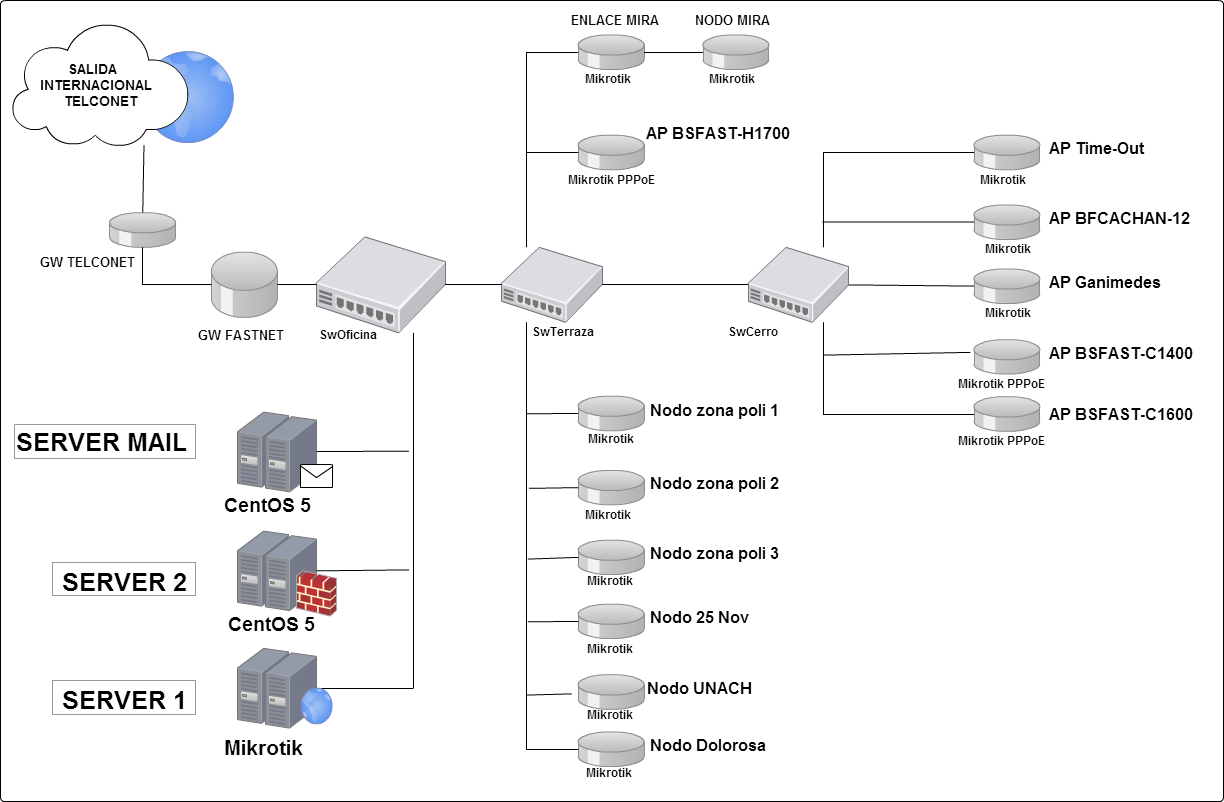 SALIDA
INTERNACIONAL
TELCONET
GW TELCONET
GW FASTNET
SwOficina
SERVER MAIL
CentOS 5
SERVER 2
CentOS 5
SERVER 1
Mikrotik
ENLACE MIRA
Mikrotik
NODO MIRA
Mikrotik
AP BSFAST-H1700
Mikrotik PPPoE
SwTerraza
Nodo zona poli 1
Mikrotik
Nodo zona poli 2
Mikrotik
Nodo zona poli 3
Mikrotik
Nodo 25 Nov
Mikrotik
Nodo UNACH
Mikrotik
Nodo Dolorosa
Mikrotik
SwCerro
AP Time-Out
Mikrotik
AP BFCACHAN-12
Mikrotik
AP Ganimedes
Mikrotik
AP BSFAST-C1400
Mikrotik PPPoE
AP BSFAST-C1600
Mikrotik PPPoE